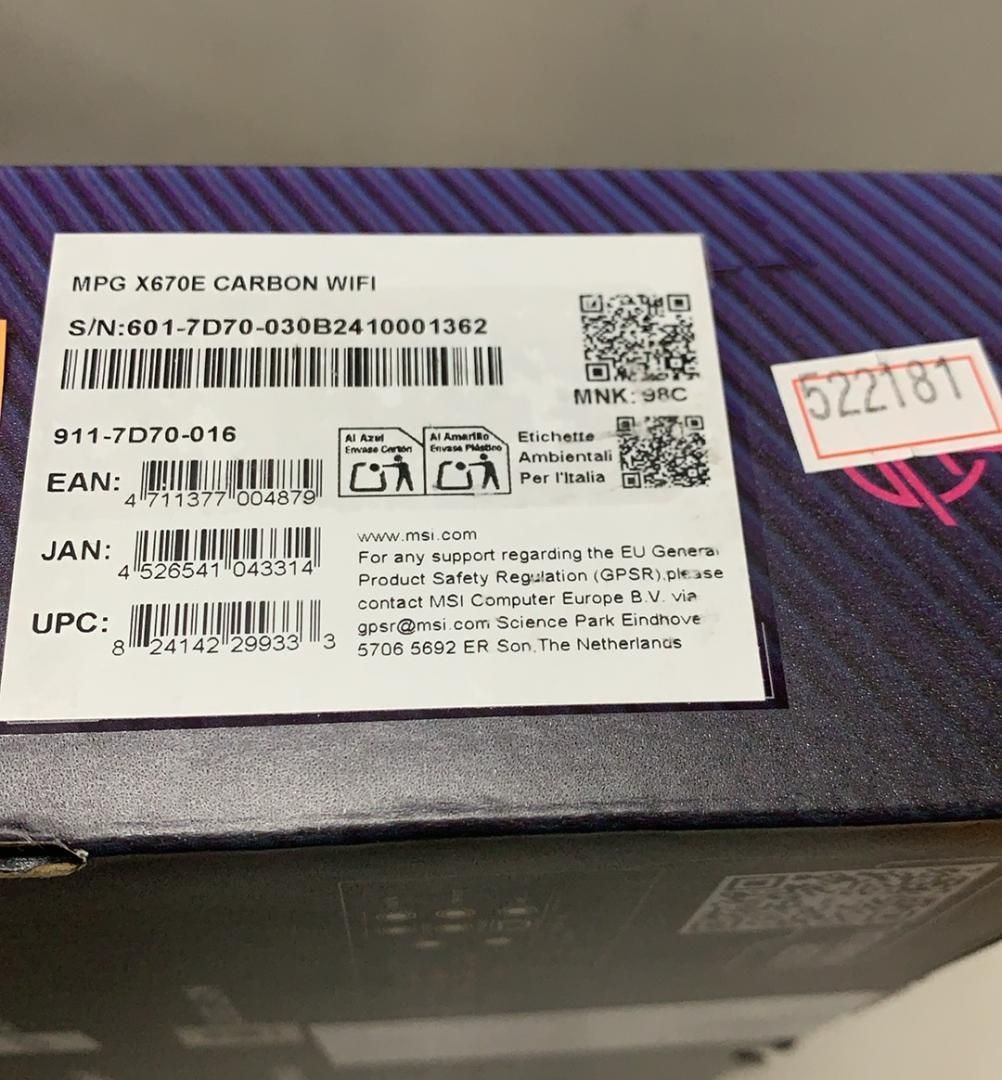 MPG X670E CARBON WIFI
S/N:601-7D70-030B2410001362
MNK: 98C
522181
911-7D70-016
Al Azul
Envase Cartón
Al Amarillo
Envase Plástico
Etichette
Ambientali
Per l'Italia
EAN:
4 711377 004879
JAN:
4 526541 043314
UPC:
8 24142 29933 3
www.msi.com
For any support regarding the EU General
Product Safety Regulation (GPSR),please
contact MSI Computer Europe B.V. via
gpsr@msi.com Science Park Eindhove
5706 5692 ER Son,The Netherlands